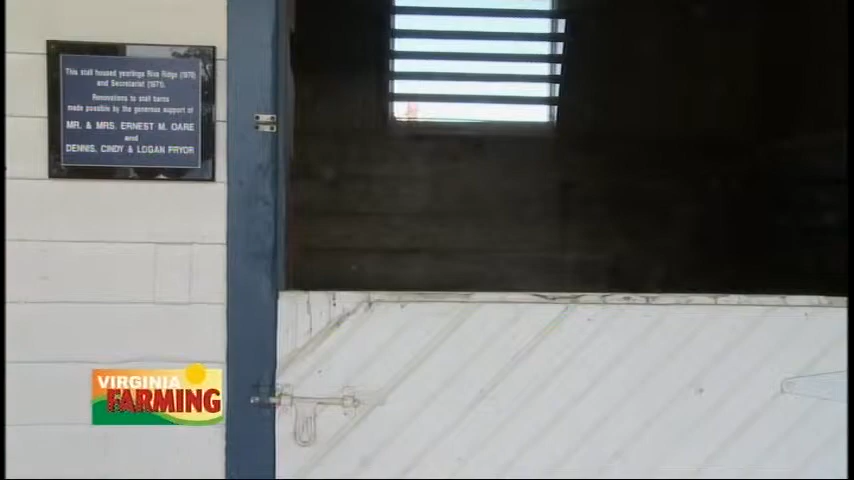 This stall housed yearlings Riva Ridge (1970)
and Secretariat (1971).
Renovations to stall barns
made possible by the generous support of
MR. & MRS. ERNEST M. OARE
and
DENNIS, CINDY & LOGAN PRYOR
VIRGINIA
FARMING